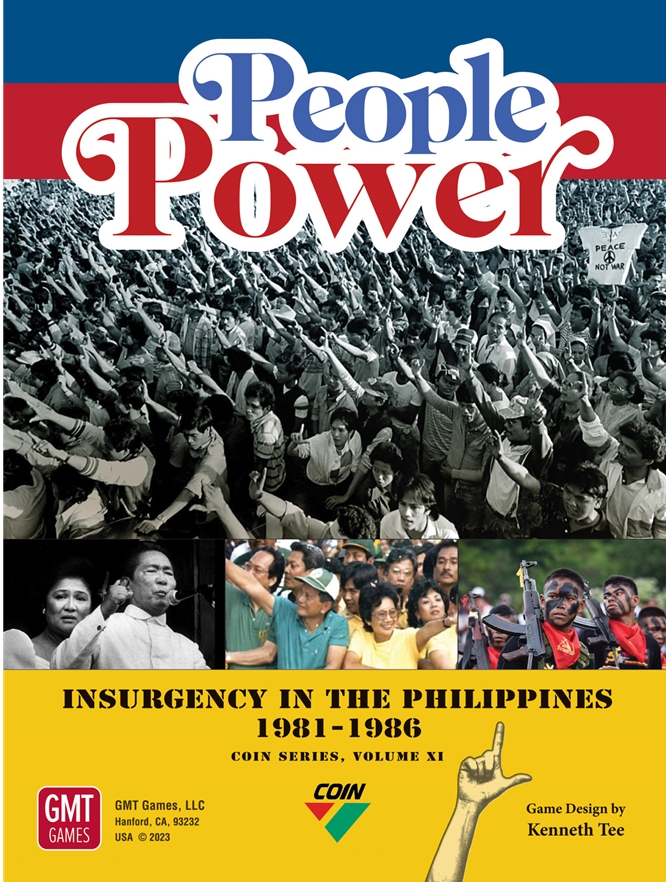 People
Power
PEACE
NOT WAR
INSURGENCY IN THE PHILIPPINES
1981-1986
COIN SERIES, VOLUME XI
GMT
GAMES
GMT Games, LLC
Hanford, CA, 93232
USA © 2023
COIN
Game Design by
Kenneth Tee